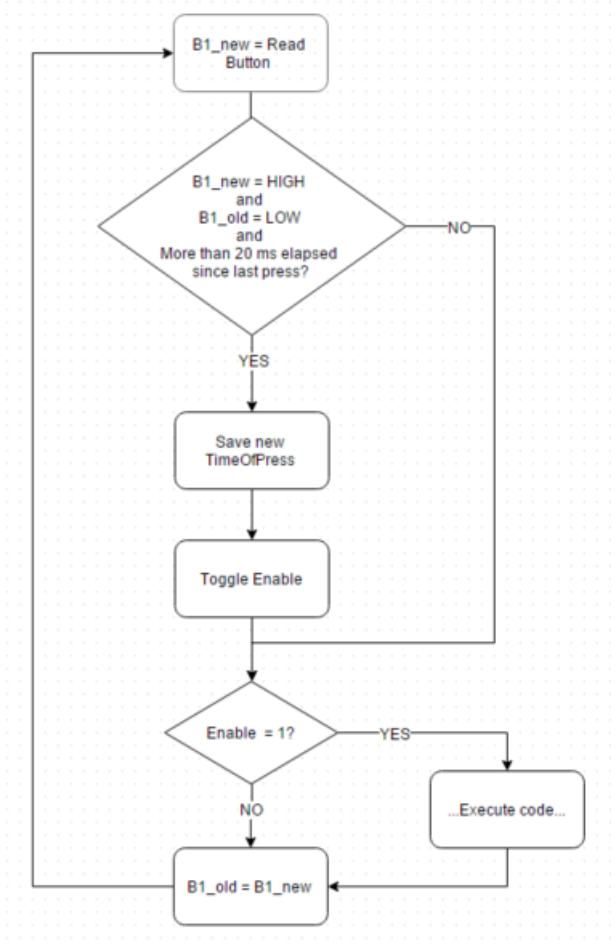 B1_new = Read
Button
B1_new = HIGH
and
B1_old = LOW
and
More than 20 ms elapsed
since last press?
NO
YES
Save new
TimeOfPress
Toggle Enable
Enable = 1?
YES
NO
...Execute code...
B1_old = B1_new